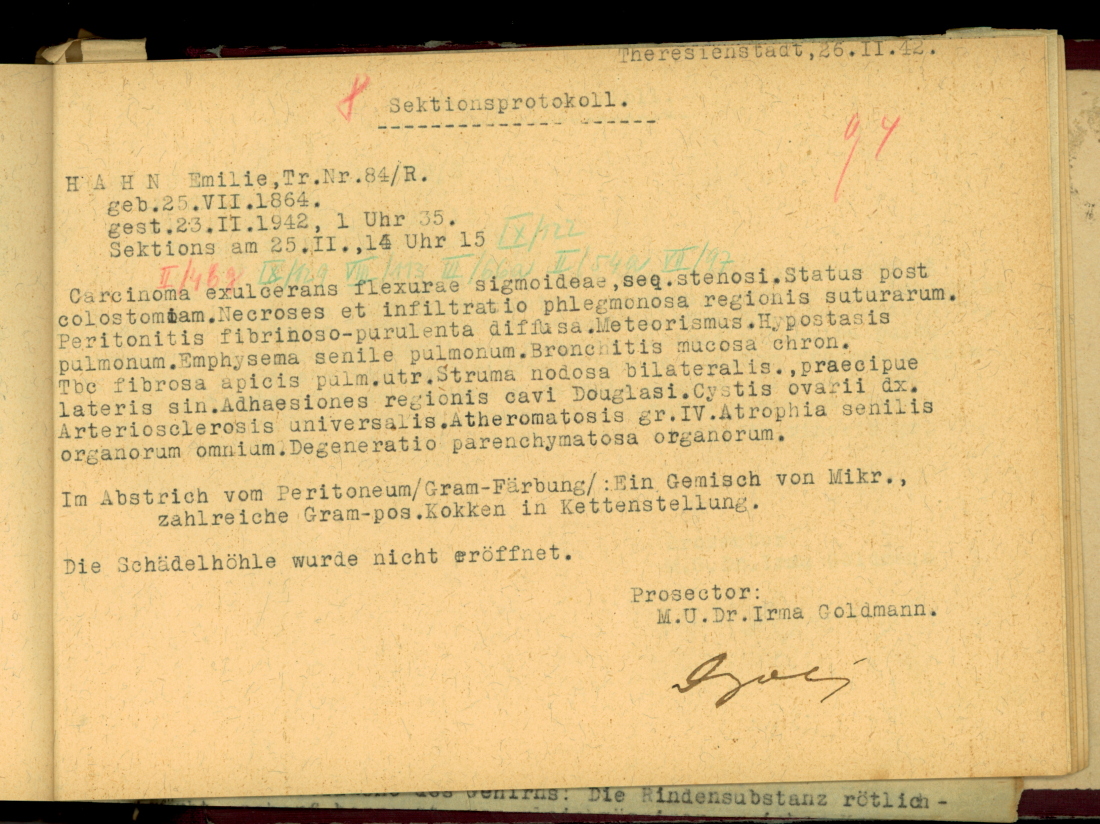 Theresienstadt,26.II.42.
8 Sektionsprotokoll.
94
H A H N Emilie,Tr.Nr.84/R.
geb.25.VII.1864.
gest.23.II.1942, 1 Uhr 35.
Sektions am 25.II.,14 Uhr 15
Carcinoma exulcerans flexurae sigmoideae,seq.stenosi.Status post
colostomiam.Necroses et infiltratio phlegmonosa regionis suturarum.
Peritonitis fibrinoso-purulenta diffusa.Meteorismus.Hypostasis
pulmonum.Emphysema senile pulmonum.Bronchitis mucosa chron.
Tbc fibrosa apicis pulm.utr.Struma nodosa bilateralis.,praecipue
lateris sin.Adhaesiones regionis cavi Douglasi.Cystis ovarii dx.
Arteriosclerosis universalis.Atheromatosis gr.IV.Atrophia senilis
organorum omnium.Degeneratio parenchymatosa organorum.
Im Abstrich vom Peritoneum/Gram-Färbung/:Ein Gemisch von Mikr.,
zahlreiche Gram-pos.Kokken in Kettenstellung.
Die Schädelhöhle wurde nicht eröffnet.
Prosector:
M.U.Dr.Irma Goldmann.
des Gehirns: Die Rindensubstanz rötlich-